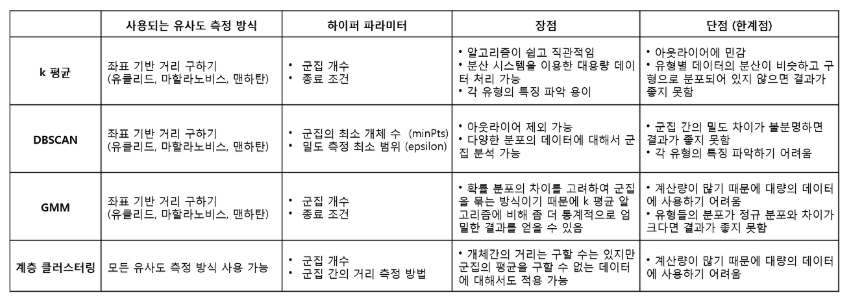 사용되는 유사도 측정 방식 하이퍼 파라미터 장점 단점 (한계점)
k 평균
좌표 기반 거리 구하기
(유클리드, 마할라노비스, 맨하탄)
• 군집 개수
• 종료 조건
• 알고리즘이 쉽고 직관적임
• 분산 시스템을 이용한 대용량 데이
터 처리 가능
• 각 유형의 특징 파악 용이
• 아웃라이어에 민감
• 유형별 데이터의 분산이 비슷하고 구
형으로 분포되어 있지 않으면 결과가
좋지 못함
DBSCAN
좌표 기반 거리 구하기
(유클리드, 마할라노비스, 맨하탄)
• 군집의 최소 개체 수 (minPts)
• 밀도 측정 최소 범위 (epsilon)
• 아웃라이어 제외 가능
• 다양한 분포의 데이터에 대해서 군
집 분석 가능
• 군집 간의 밀도 차이가 불분명하면
결과가 좋지 못함
• 각 유형의 특징 파악하기 어려움
GMM
좌표 기반 거리 구하기
(유클리드, 마할라노비스, 맨하탄)
• 군집 개수
• 종료 조건
• 확률 분포의 차이를 고려하여 군집
을 묶는 방식이기 때문에 k 평균 알
고리즘에 비해 좀 더 통계적으로 엄
밀한 결과를 얻을 수 있음
• 계산량이 많기 때문에 대량의 데이터
에 사용하기 어려움
• 유형들의 분포가 정규 분포와 차이가
크다면 결과가 좋지 못함
계층 클러스터링
모든 유사도 측정 방식 사용 가능
• 군집 개수
• 군집 간의 거리 측정 방법
• 개체간의 거리는 구할 수는 있지만
군집의 평균을 구할 수 없는 데이터
에 대해서도 적용 가능
• 계산량이 많기 때문에 대량의 데이터
에 사용하기 어려움